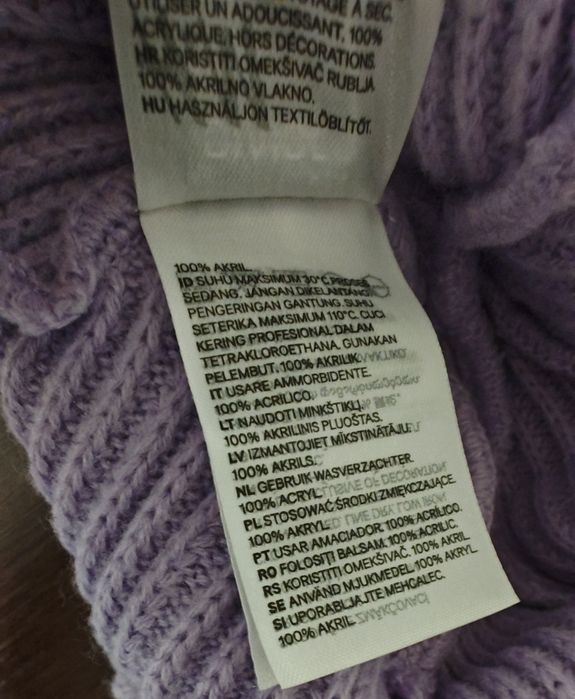 UTILISER UN ADOUCISSANT. 100%
ACRYLIQUE, HORS DÉCORATIONS.
HR KORISTITI OMEKŠIVAČ RUBLJA
100% AKRILNO VLAKNO.
HU HASZNÁLJON TEXTILÖBLÍTŐT.
100% AKRIL.
ID SUHU MAKSIMUM 30°C PROSES
SEDANG. JANGAN DIKELANTANG.
PENGERINGAN GANTUNG. SUHU
SETERIKA MAKSIMUM 110°C. CUCI
KERING PROFESIONAL DALAM
TETRAKLOROETHANA. GUNAKAN
PELEMBUT. 100% AKRILIK.
IT USARE AMMORBIDENTE.
100% ACRILICO.
LT NAUDOTI MINKŠTIKLĮ.
100% AKRILINIS PLUOŠTAS.
LV IZMANTOJIET MĪKSTINĀTĀJU.
100% AKRILS.
NL GEBRUIK WASVERZACHTER.
100% ACRYL.
PL STOSOWAĆ ŚRODKI ZMIĘKCZAJĄCE.
100% AKRYL.
PT USAR AMACIADOR. 100% ACRÍLICO.
RO FOLOSIȚI BALSAM. 100% ACRILIC.
RS KORISTITI OMEKŠIVAČ. 100% AKRIL
SE ANVÄND MJUKMEDEL. 100% AKRYL
SI UPORABLJAJTE MEHČALEC.
100% AKRIL